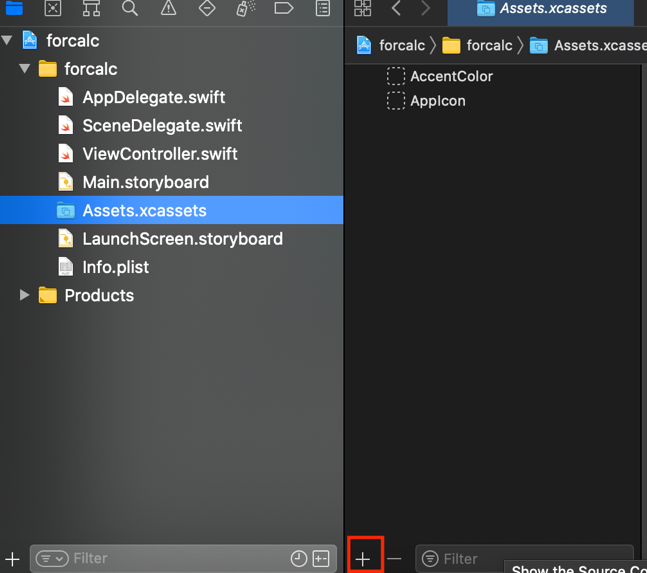 Assets.xcassets
forcalc
forcalc
AppDelegate.swift
SceneDelegate.swift
ViewController.swift
Main.storyboard
Assets.xcassets
LaunchScreen.storyboard
Info.plist
Products
Filter
forcalc
forcalc
Assets.xcasse
AccentColor
AppIcon
Filter
Show the Source Co